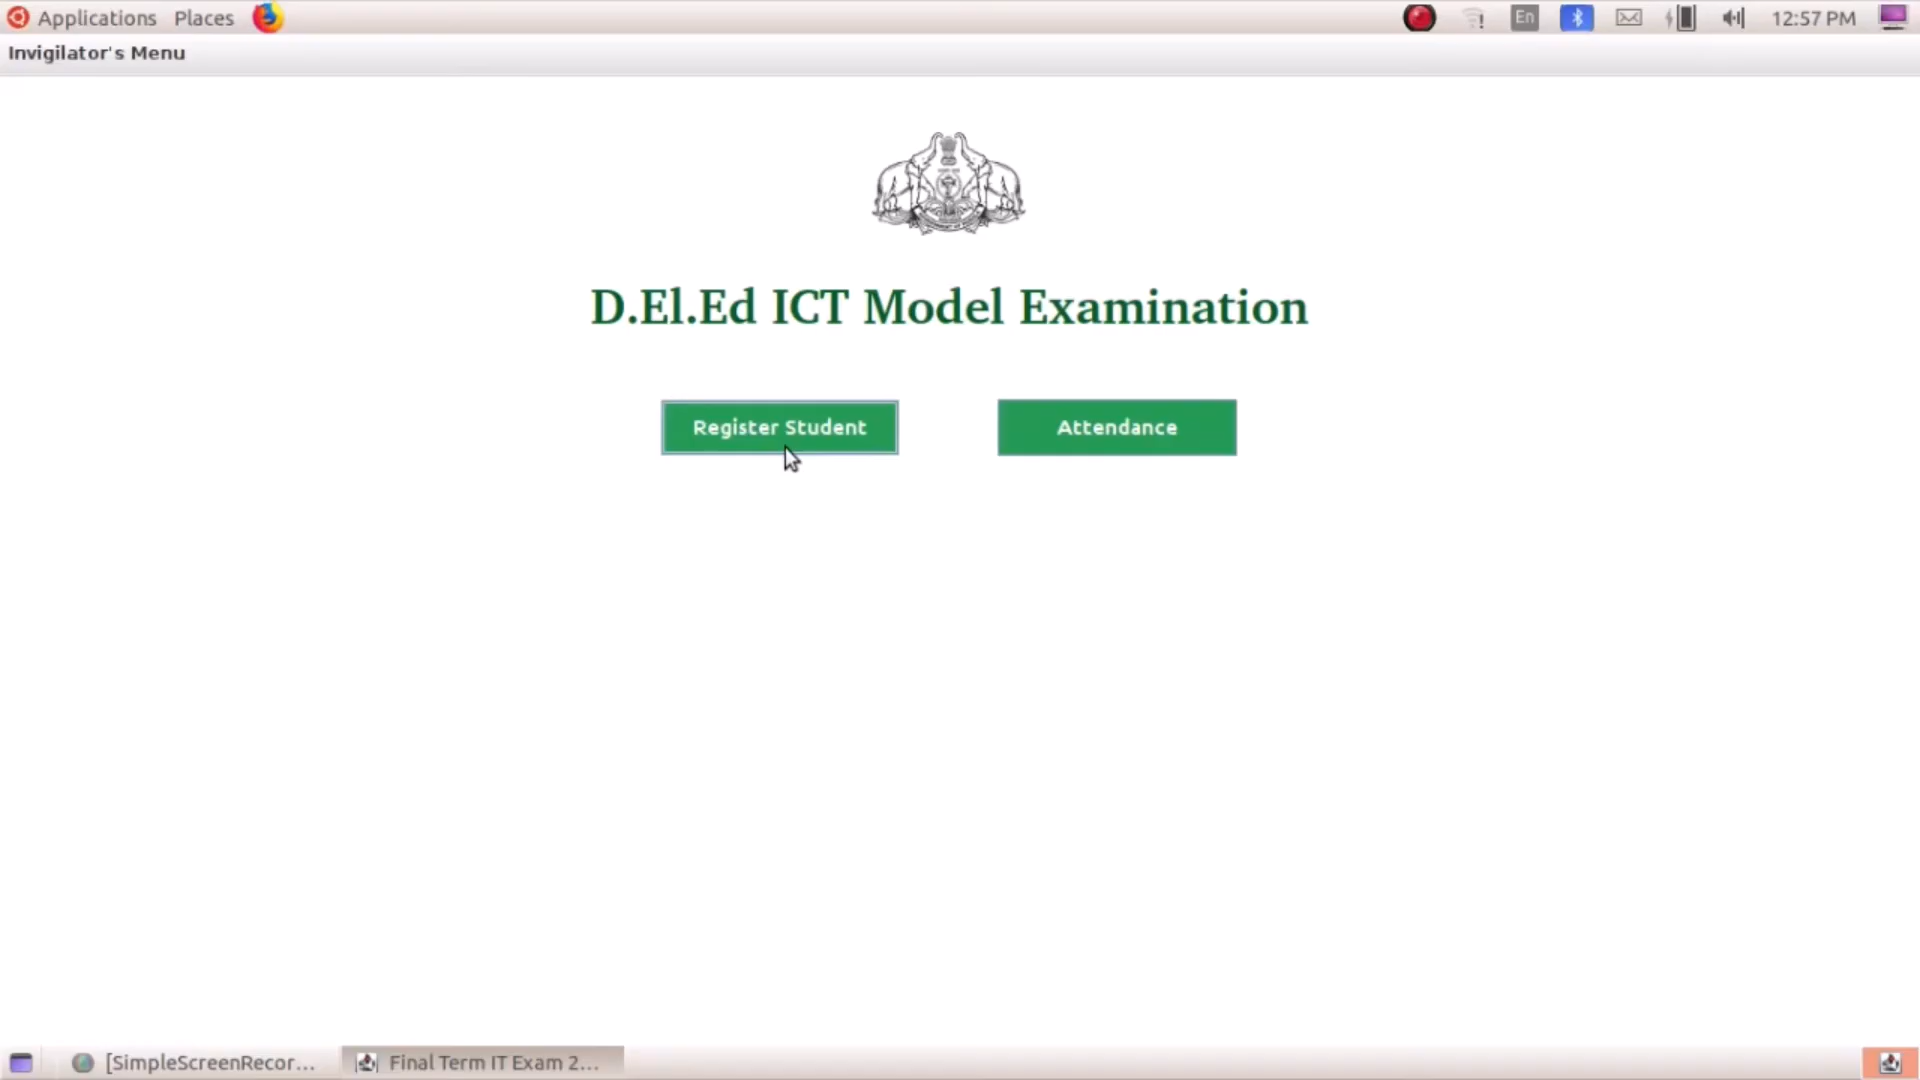 Applications Places
En
12:57 PM
Invigilator's Menu
D.El.Ed ICT Model Examination
Register Student
Attendance
[SimpleScreenRecor...
Final Term IT Exam 2...